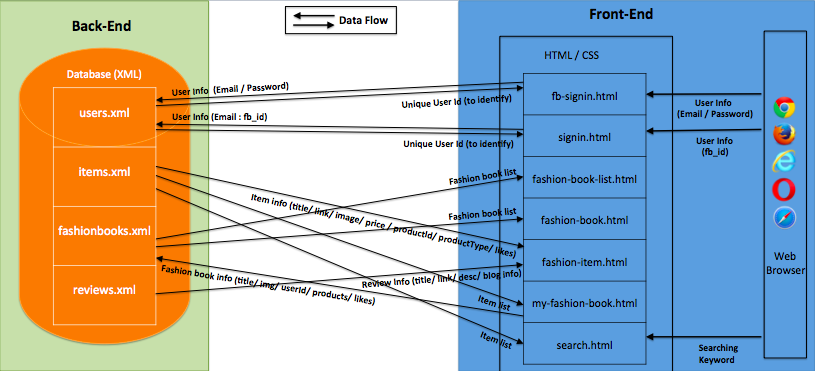 Back-End
Data Flow
Front-End
Database (XML)
users.xml
items.xml
fashionbooks.xml
reviews.xml
User Info  (Email / Password)
Unique User Id (to identify)
User Info (Email : fb_id)
Unique User Id (to identify)
Fashion book list
Item info (title/ link/ image/ price / productId/ productType/ likes)
Fashion book list
Fashion book info (title/ img/ userId/ products/ likes)
Review Info (title/ link/ desc/ blog info)
Item list
Item list
HTML / CSS
fb-signin.html
signin.html
fashion-book-list.html
fashion-book.html
fashion-item.html
my-fashion-book.html
search.html
User Info
(Email / Password)
User Info
(fb_id)
Searching
Keyword
Web
Browser